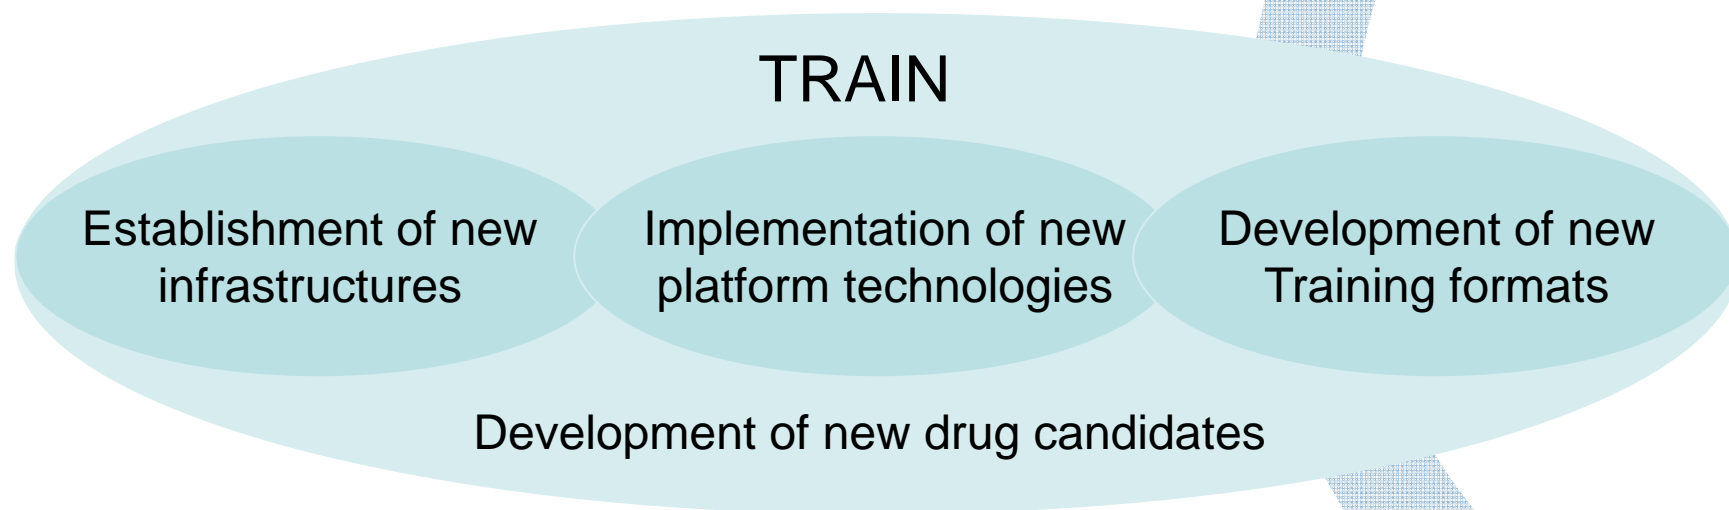 TRAIN
Establishment of new
infrastructures
Implementation of new
platform technologies
Development of new
Training formats
Development of new drug candidates